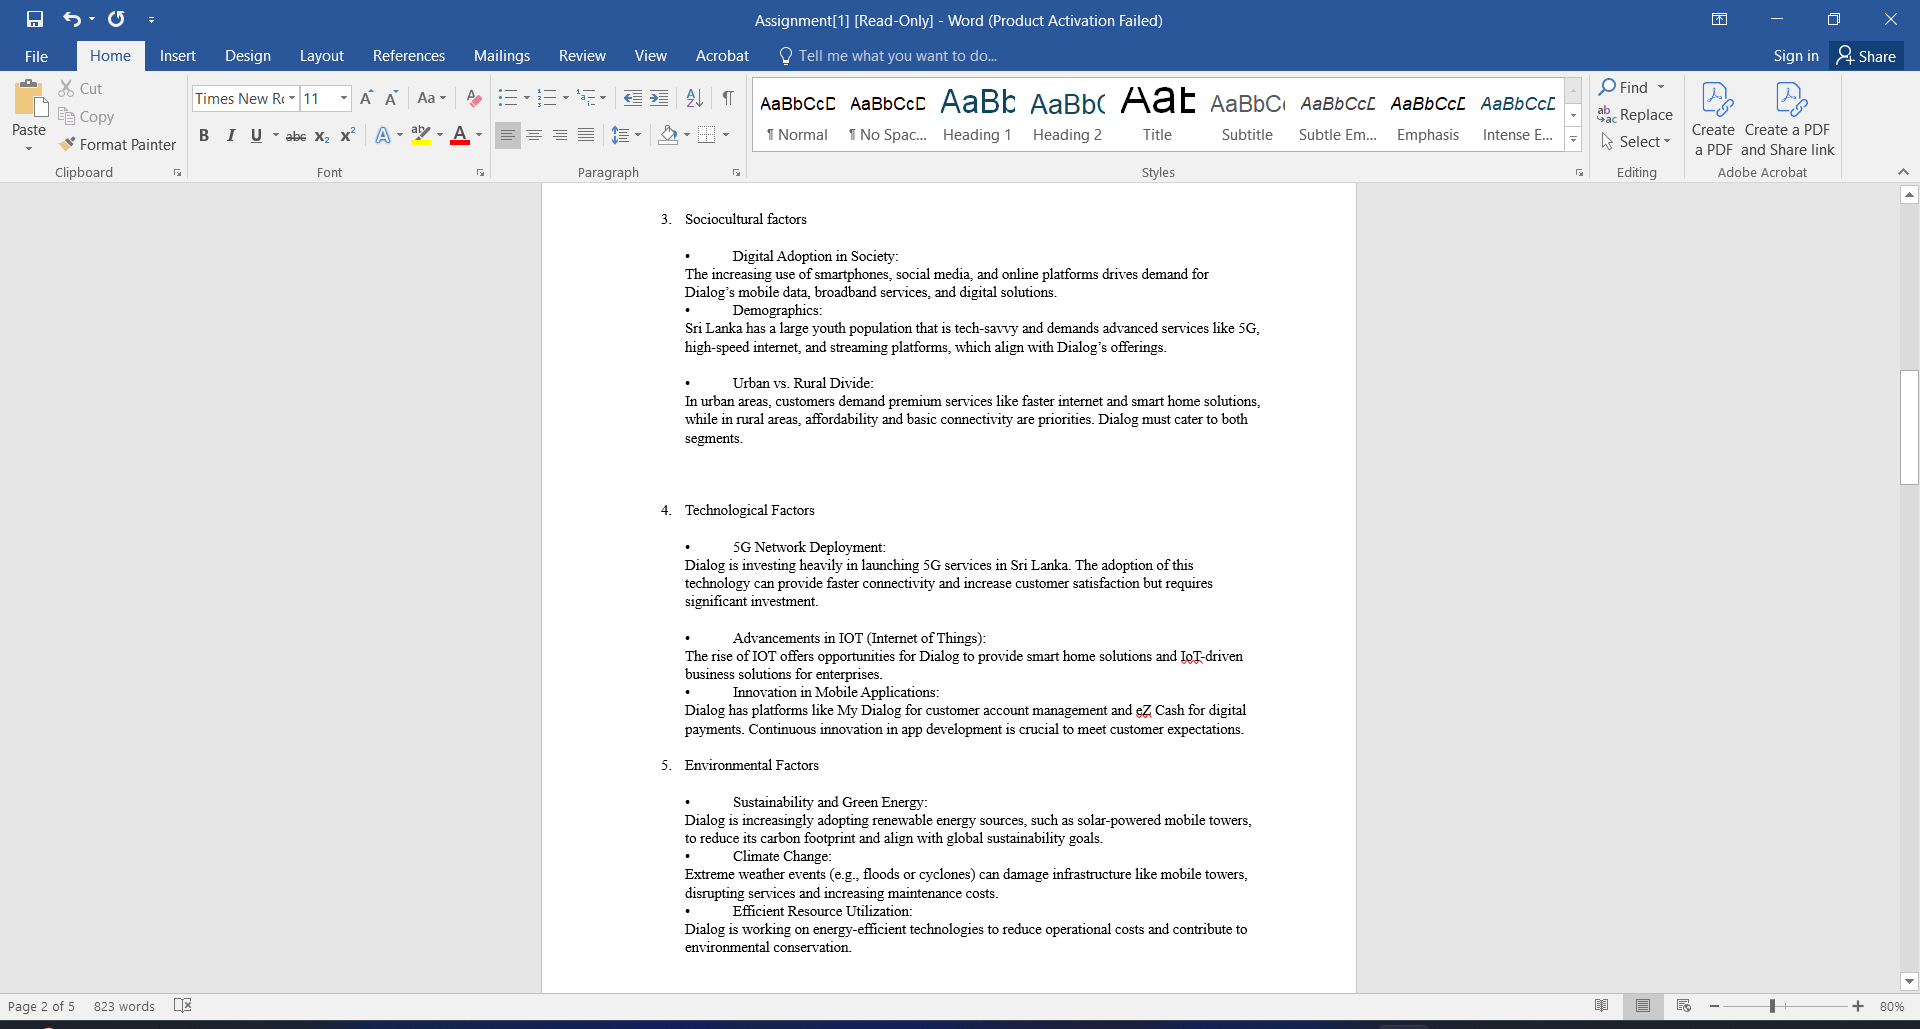 Assignment[1] [Read-Only] - Word (Product Activation Failed)
File Home Insert Design Layout References Mailings Review View Acrobat Tell me what you want to do... Sign in Share
Paste
Cut
Copy
Format Painter
Clipboard
Times New Ro 11
Font
Paragraph
AaBbCcD AaBbCcD AaBb AaBb( Aab AaBbC AaBbCcD AaBbCcD AaBbCcD
¶ Normal ¶ No Spac... Heading 1 Heading 2 Title Subtitle Subtle Em... Emphasis Intense E...
Styles
Find
Replace
Select
Editing
Create a PDF
Create a PDF and Share link
Adobe Acrobat
3. Sociocultural factors
• Digital Adoption in Society:
The increasing use of smartphones, social media, and online platforms drives demand for
Dialog’s mobile data, broadband services, and digital solutions.
• Demographics:
Sri Lanka has a large youth population that is tech-savvy and demands advanced services like 5G,
high-speed internet, and streaming platforms, which align with Dialog’s offerings.
• Urban vs. Rural Divide:
In urban areas, customers demand premium services like faster internet and smart home solutions,
while in rural areas, affordability and basic connectivity are priorities. Dialog must cater to both
segments.
4. Technological Factors
• 5G Network Deployment:
Dialog is investing heavily in launching 5G services in Sri Lanka. The adoption of this
technology can provide faster connectivity and increase customer satisfaction but requires
significant investment.
• Advancements in IOT (Internet of Things):
The rise of IOT offers opportunities for Dialog to provide smart home solutions and IoT-driven
business solutions for enterprises.
• Innovation in Mobile Applications:
Dialog has platforms like My Dialog for customer account management and eZ Cash for digital
payments. Continuous innovation in app development is crucial to meet customer expectations.
5. Environmental Factors
• Sustainability and Green Energy:
Dialog is increasingly adopting renewable energy sources, such as solar-powered mobile towers,
to reduce its carbon footprint and align with global sustainability goals.
• Climate Change:
Extreme weather events (e.g., floods or cyclones) can damage infrastructure like mobile towers,
disrupting services and increasing maintenance costs.
• Efficient Resource Utilization:
Dialog is working on energy-efficient technologies to reduce operational costs and contribute to
environmental conservation.
Page 2 of 5 823 words 80%